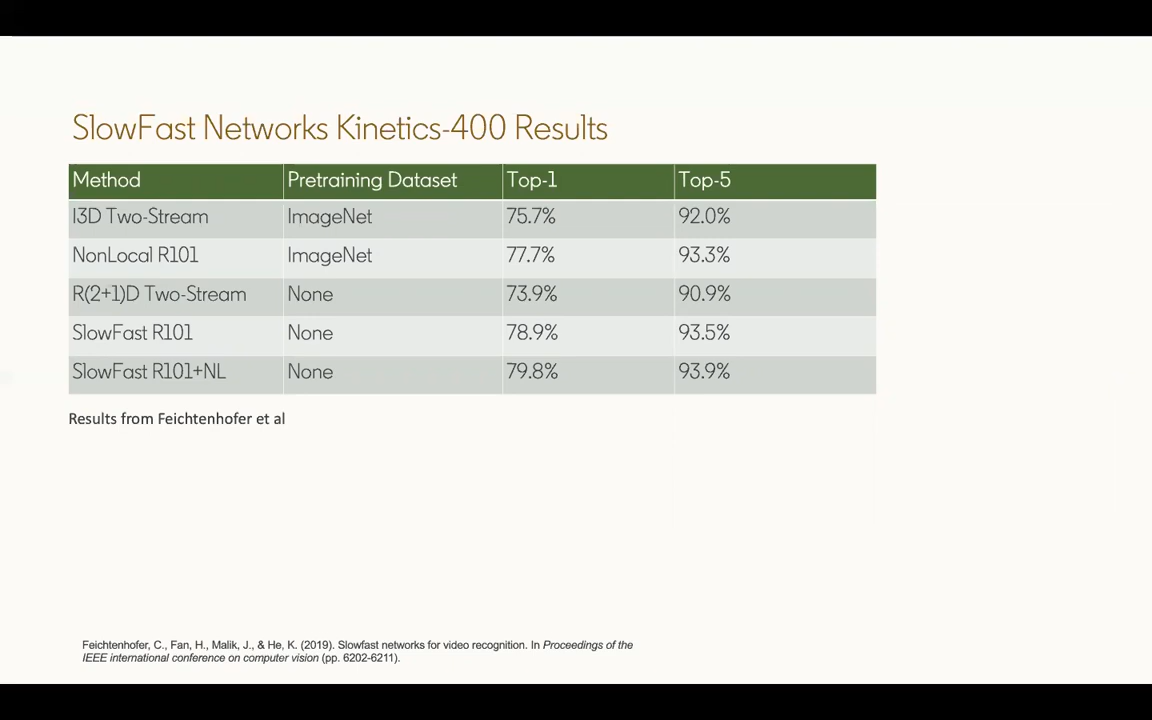 SlowFast Networks Kinetics-400 Results
Method Pretraining Dataset Top-1 Top-5
I3D Two-Stream ImageNet 75.7% 92.0%
NonLocal R101 ImageNet 77.7% 93.3%
R(2+1)D Two-Stream None 73.9% 90.9%
SlowFast R101 None 78.9% 93.5%
SlowFast R101+NL None 79.8% 93.9%
Results from Feichtenhofer et al
Feichtenhofer, C., Fan, H., Malik, J., & He, K. (2019). Slowfast networks for video recognition. In Proceedings of the
IEEE international conference on computer vision (pp. 6202-6211).